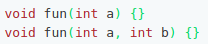 void fun(int a) {}
void fun(int a, int b) {}